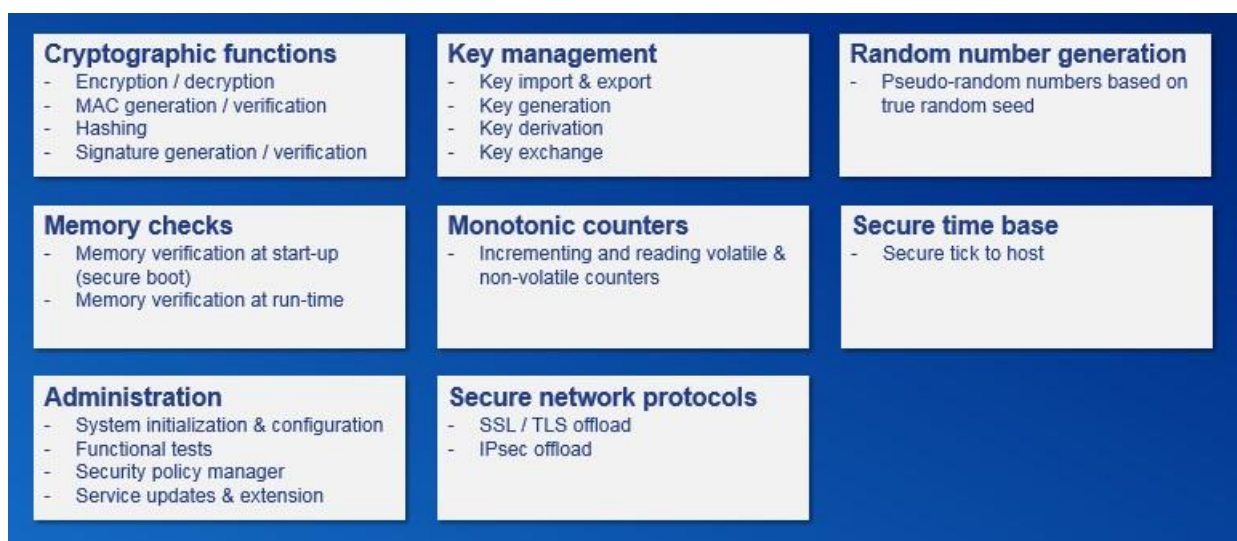 Cryptographic functions
- Encryption / decryption
- MAC generation / verification
- Hashing
- Signature generation / verification
Key management
- Key import & export
- Key generation
- Key derivation
- Key exchange
Random number generation
- Pseudo-random numbers based on
true random seed
Memory checks
- Memory verification at start-up
(secure boot)
- Memory verification at run-time
Monotonic counters
- Incrementing and reading volatile &
non-volatile counters
Secure time base
- Secure tick to host
Administration
- System initialization & configuration
- Functional tests
- Security policy manager
- Service updates & extension
Secure network protocols
- SSL / TLS offload
- IPsec offload